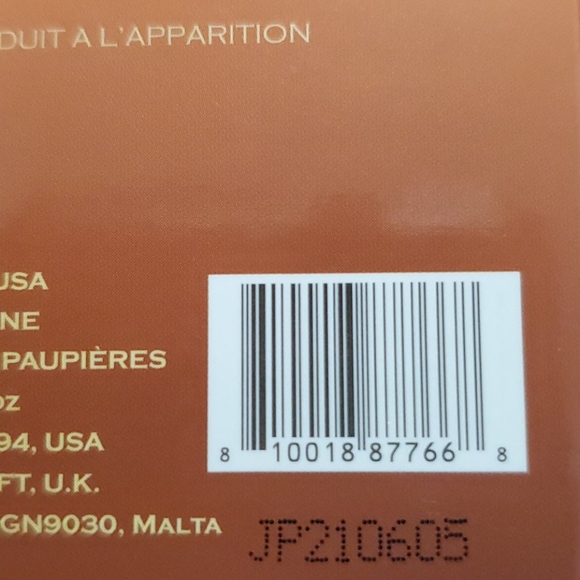 DUIT A L'APPARITION
USA
NE
PAUPIÈRES
oz
94, USA
FT, U.K.
GN9030, MALTA
8 10018 87766 8
JP210605